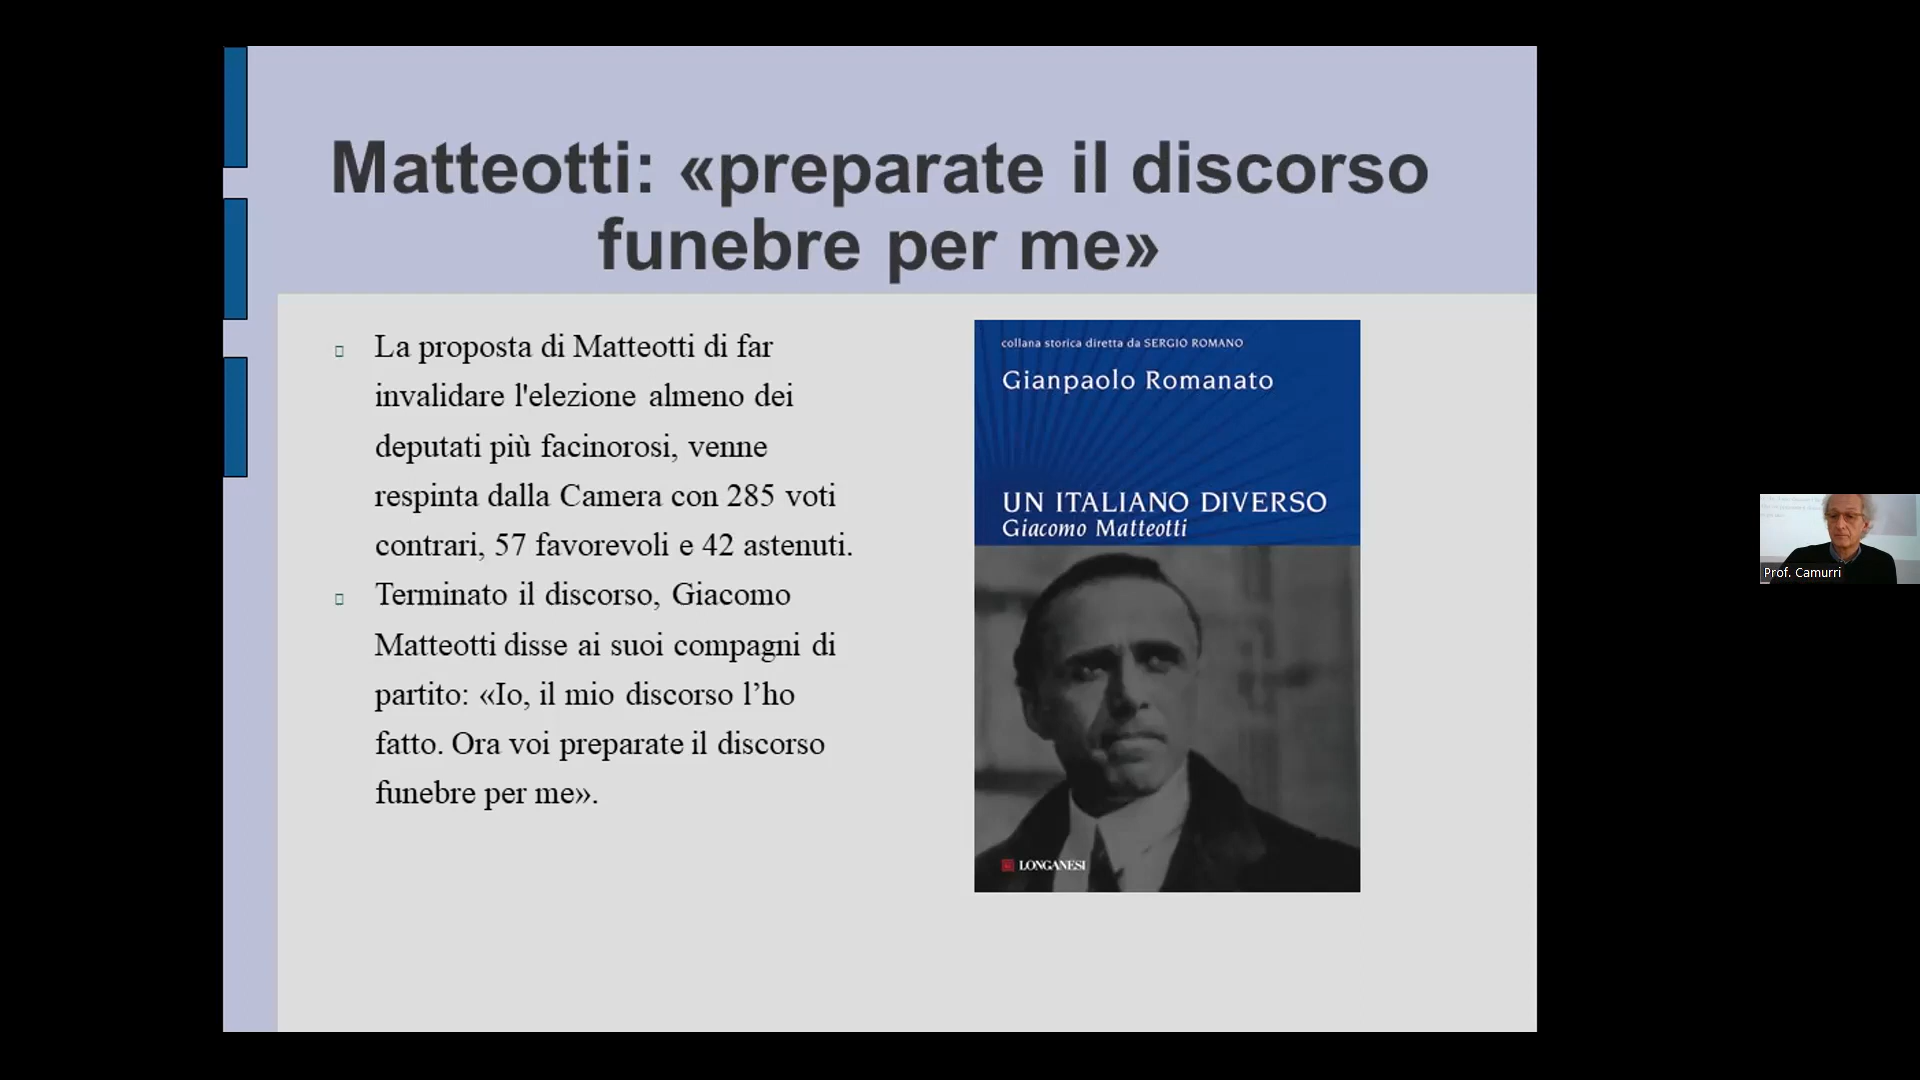 Matteotti: «preparate il discorso
funebre per me»
La proposta di Matteotti di far
invalidare l'elezione almeno dei
deputati più facinorosi, venne
respinta dalla Camera con 285 voti
contrari, 57 favorevoli e 42 astenuti.
Terminato il discorso, Giacomo
Matteotti disse ai suoi compagni di
partito: «Io, il mio discorso l’ho
fatto. Ora voi preparate il discorso
funebre per me».
collana storica diretta da SERGIO ROMANO
Gianpaolo Romanato
UN ITALIANO DIVERSO
Giacomo Matteotti
LONGANESI
Prof. Camurri